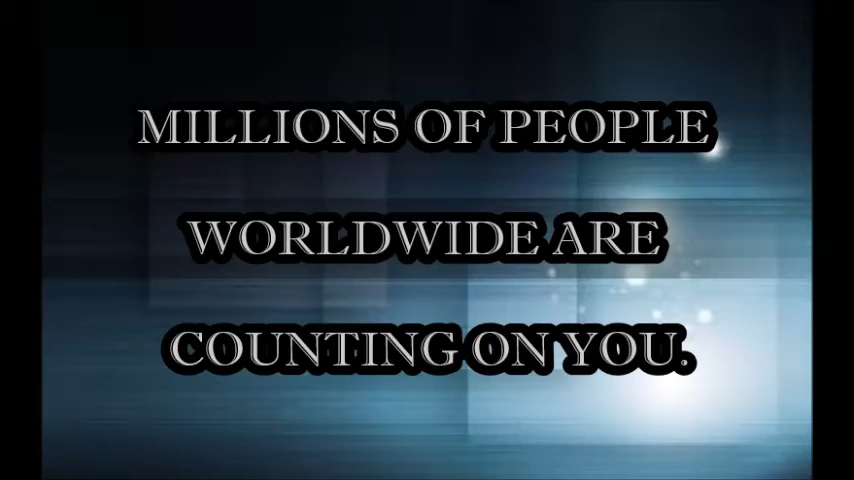 MILLIONS OF PEOPLE
WORLDWIDE ARE
COUNTING ON YOU.